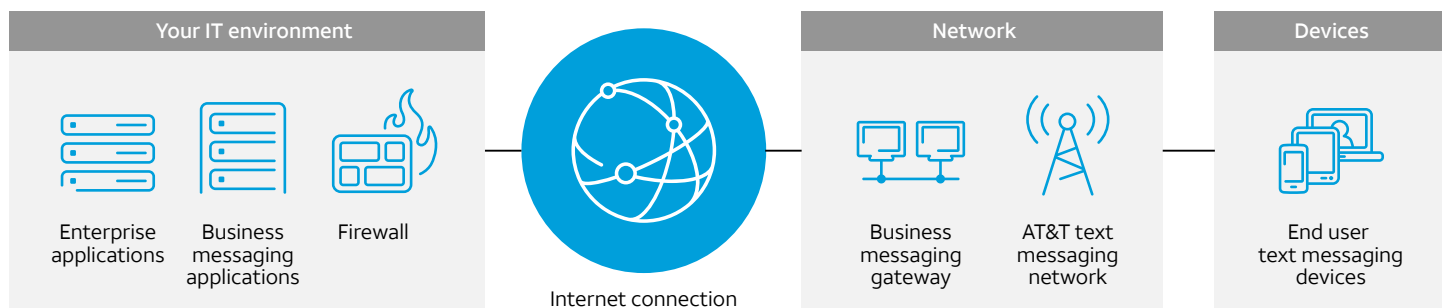 Your IT environment
Network
Devices
Enterprise
applications
Business
messaging
applications
Firewall
Internet connection
Business
messaging
gateway
AT&T text
messaging
network
End user
text messaging
devices